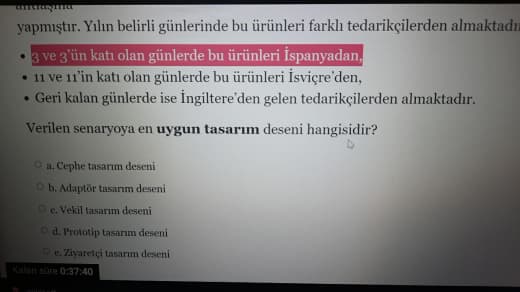 yapmıştır. Yılın belirli günlerinde bu ürünleri farklı tedarikçilerden almaktadır
• 3 ve 3'ün katı olan günlerde bu ürünleri İspanyadan,
• 11 ve 11'in katı olan günlerde bu ürünleri İsviçre'den,
• Geri kalan günlerde ise İngiltere'den gelen tedarikçilerden almaktadır.
Verilen senaryoya en uygun tasarım deseni hangisidir?
a. Cephe tasarım deseni
b. Adaptör tasarım deseni
c. Vekil tasarım deseni
d. Prototip tasarım deseni
e. Ziyaretçi tasarım deseni
Kalan süre 0:37:40